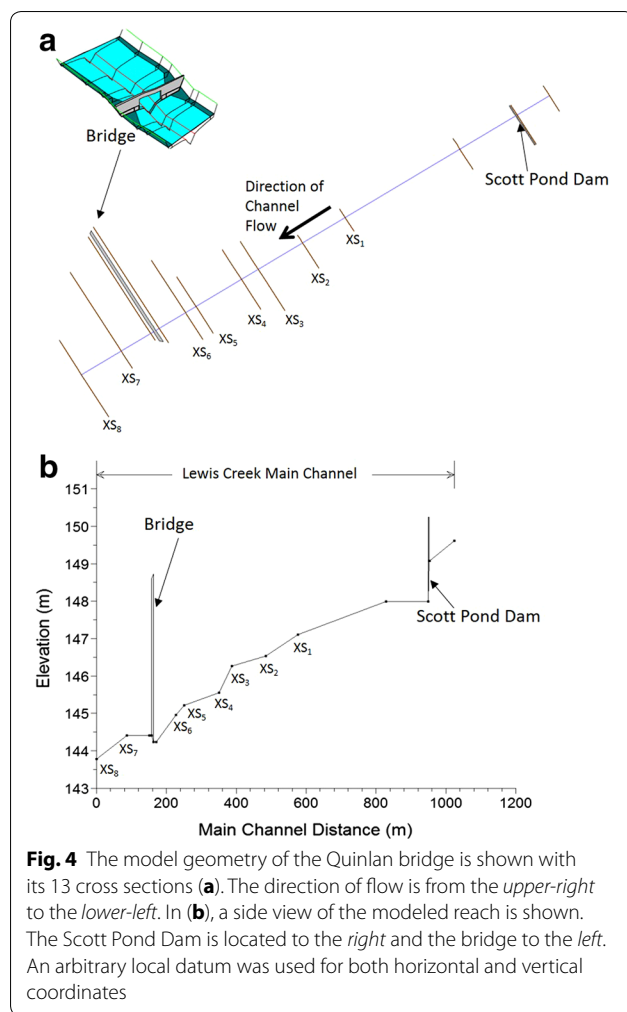 a
Bridge
Scott Pond Dam
Direction of
Channel
Flow
XS1
XS2
XS3
XS4
XS5
XS6
XS7
XS8
b
Lewis Creek Main Channel
151
150
149
148
147
146
145
144
143
Elevation (m)
Bridge
Scott Pond Dam
XS1
XS2
XS3
XS4
XS5
XS6
XS7
XS8
0 200 400 600 800 1000 1200
Main Channel Distance (m)
Fig. 4 The model geometry of the Quinlan bridge is shown with
its 13 cross sections (a). The direction of flow is from the upper-right
to the lower-left. In (b), a side view of the modeled reach is shown.
The Scott Pond Dam is located to the right and the bridge to the left.
An arbitrary local datum was used for both horizontal and vertical
coordinates